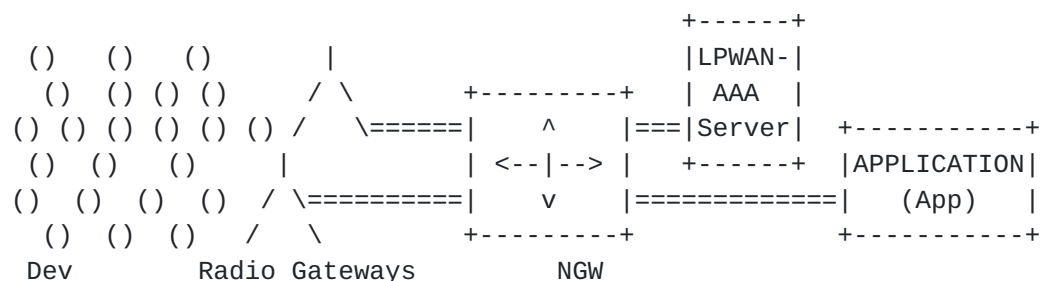 +------+
 ()    ()    ()        |                    |LPWAN-|
  ()   () () ()      / \       +---------+  | AAA  |
() () () () () () /   \======|    ^    |===|Server|  +-----------+
 ()  ()    ()      |           | <--|--> |   +------+  |APPLICATION|
()  ()  ()  ()  / \==========|    v    |=============|   (App)   |
  ()  ()  ()   /   \         +---------+             +-----------+
 Dev        Radio Gateways         NGW